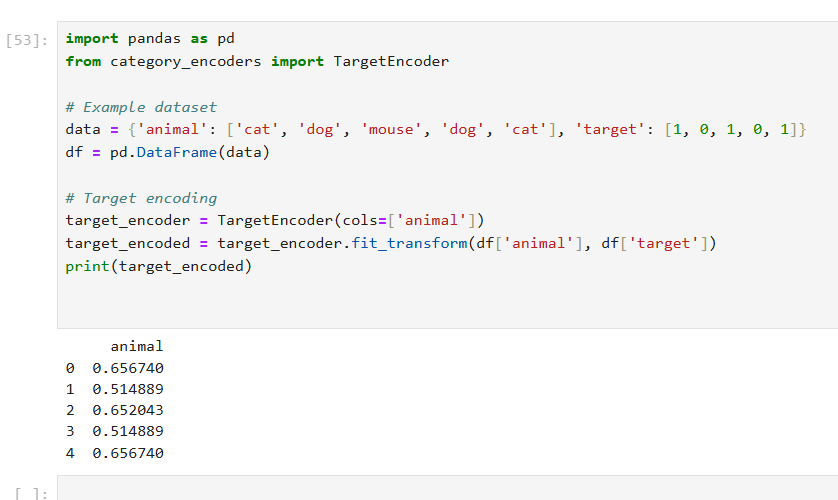 [53]:
import pandas as pd
from category_encoders import TargetEncoder
# Example dataset
data = {'animal': ['cat', 'dog', 'mouse', 'dog', 'cat'], 'target': [1, 0, 1, 0, 1]}
df = pd.DataFrame(data)
# Target encoding
target_encoder = TargetEncoder(cols=['animal'])
target_encoded = target_encoder.fit_transform(df['animal'], df['target'])
print(target_encoded)
animal
0 0.656740
1 0.514889
2 0.652043
3 0.514889
4 0.656740
[ ]: